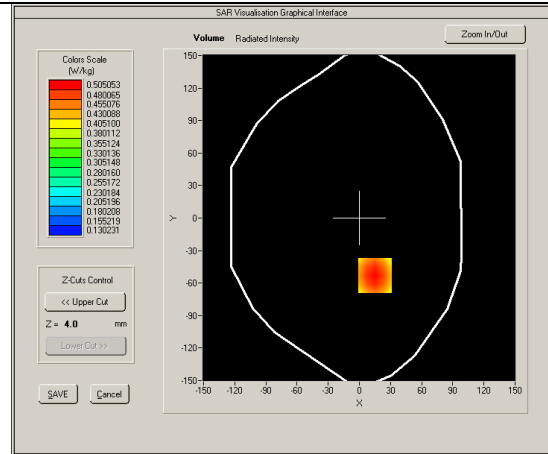 SAR Visualisation Graphical Interface
Volume Radiated Intensity
Zoom In/Out
Colors Scale
(W/kg)
0.505053
0.480065
0.455076
0.430088
0.405100
0.380112
0.355124
0.330136
0.305148
0.280160
0.255172
0.230184
0.205196
0.180208
0.155219
0.130231
Z-Cuts Control
<< Upper Cut
Z = 4.0 mm
Lower Cut >>
SAVE Cancel
Y
150
120
90
60
30
0
-30
-60
-90
-120
-150
-150 -120 -90 -60 -30 0 30 60 90 120 150
X